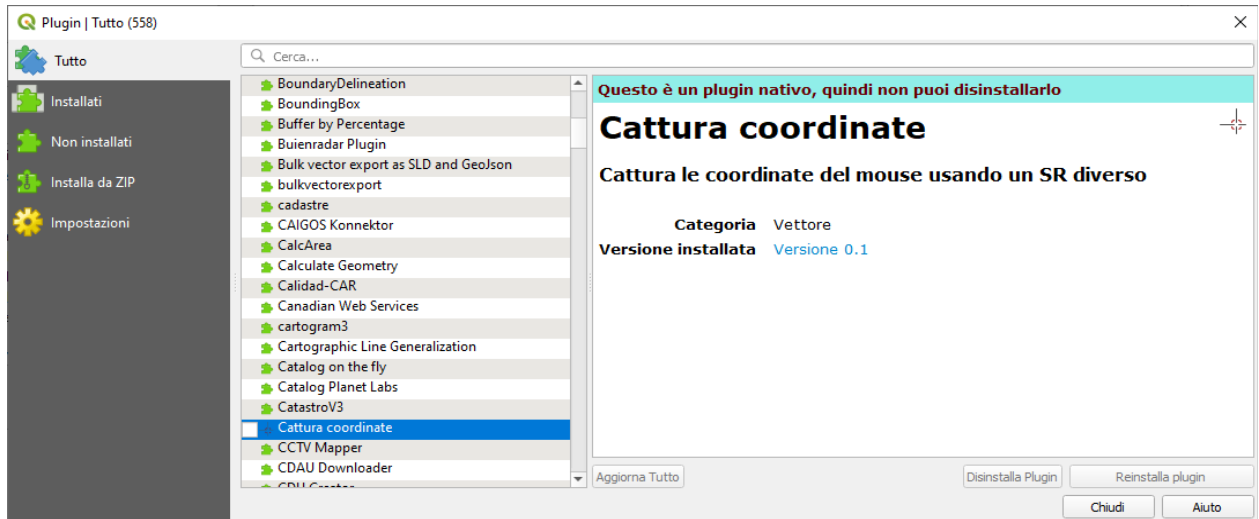 Plugin | Tutto (558)
Tutto
Installati
Non installati
Installa da ZIP
Impostazioni
Cerca...
BoundaryDelineation
BoundingBox
Buffer by Percentage
Buienradar Plugin
Bulk vector export as SLD and GeoJson
bulkvectorexport
cadastre
CAIGOS Konnektor
CalcArea
Calculate Geometry
Calidad-CAR
Canadian Web Services
cartogram3
Cartographic Line Generalization
Catalog on the fly
Catalog Planet Labs
CatastroV3
Cattura coordinate
CCTV Mapper
CDAU Downloader
Questo è un plugin nativo, quindi non puoi disinstallarlo
Cattura coordinate
Cattura le coordinate del mouse usando un SR diverso
Categoria Vettore
Versione installata Versione 0.1
Aggiorna Tutto
Disinstalla Plugin
Reinstalla plugin
Chiudi
Aiuto